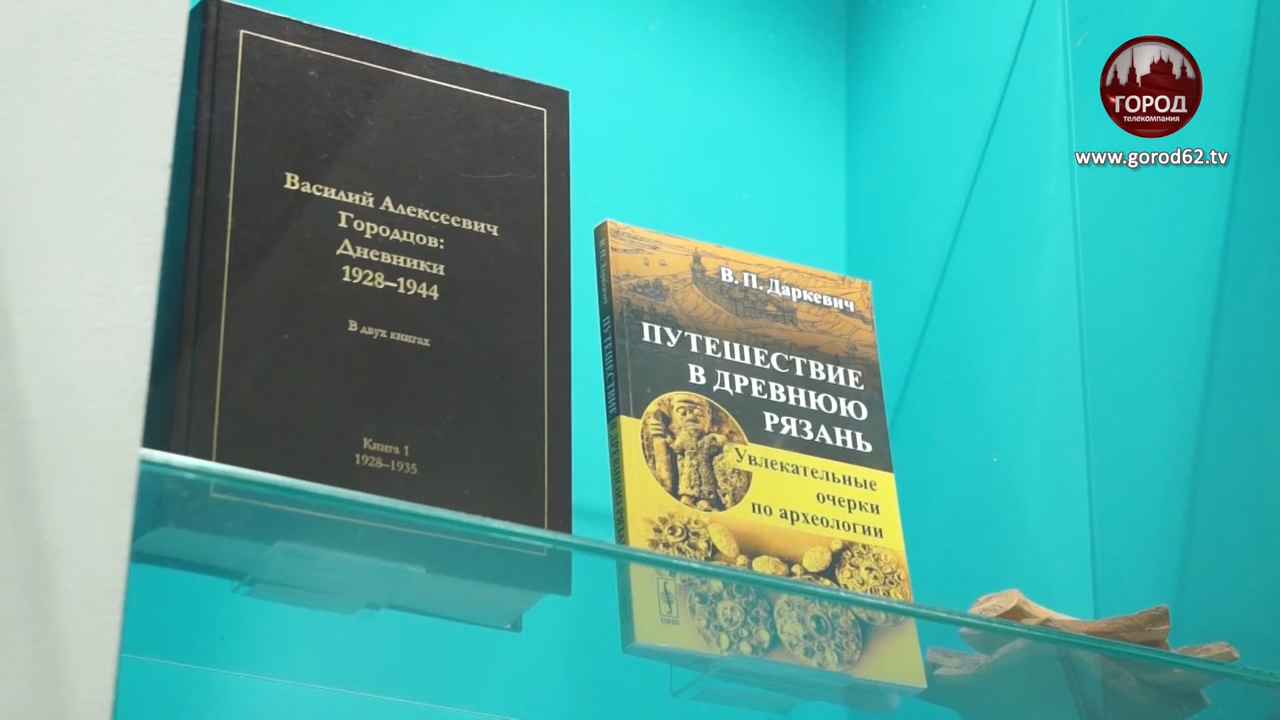 Василий Алексеевич
Городцов:
Дневники
1928–1944
В двух книгах
Книга 1
1928–1935
В. П. Даркевич
ПУТЕШЕСТВИЕ
В ДРЕВНЮЮ
РЯЗАНЬ
Увлекательные
очерки
по археологии
URSS
ГОРОД
телекомпания
www.gorod62.tv